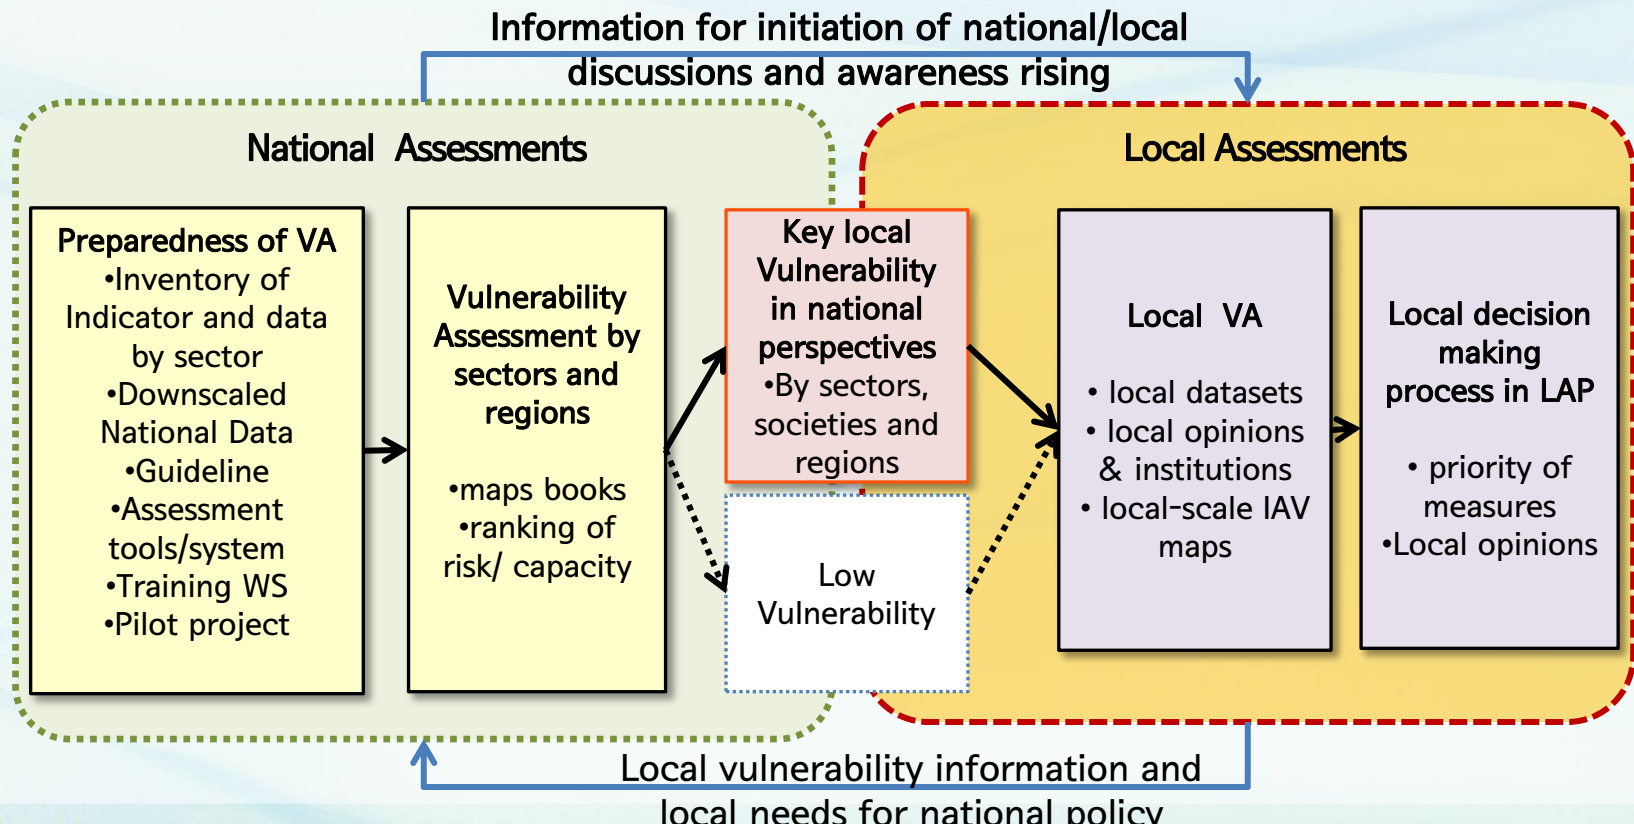 Information for initiation of national/local
discussions and awareness rising
National Assessments
Preparedness of VA
•Inventory of
Indicator and data
by sector
•Downscaled
National Data
•Guideline
•Assessment
tools/system
•Training WS
•Pilot project
Vulnerability
Assessment by
sectors and
regions
•maps books
•ranking of
risk/ capacity
Key local
Vulnerability
in national
perspectives
•By sectors,
societies and
regions
Low
Vulnerability
Local Assessments
Local VA
• local datasets
• local opinions
& institutions
• local-scale IAV
maps
Local decision
making
process in LAP
• priority of
measures
•Local opinions
Local vulnerability information and
local needs for national policy